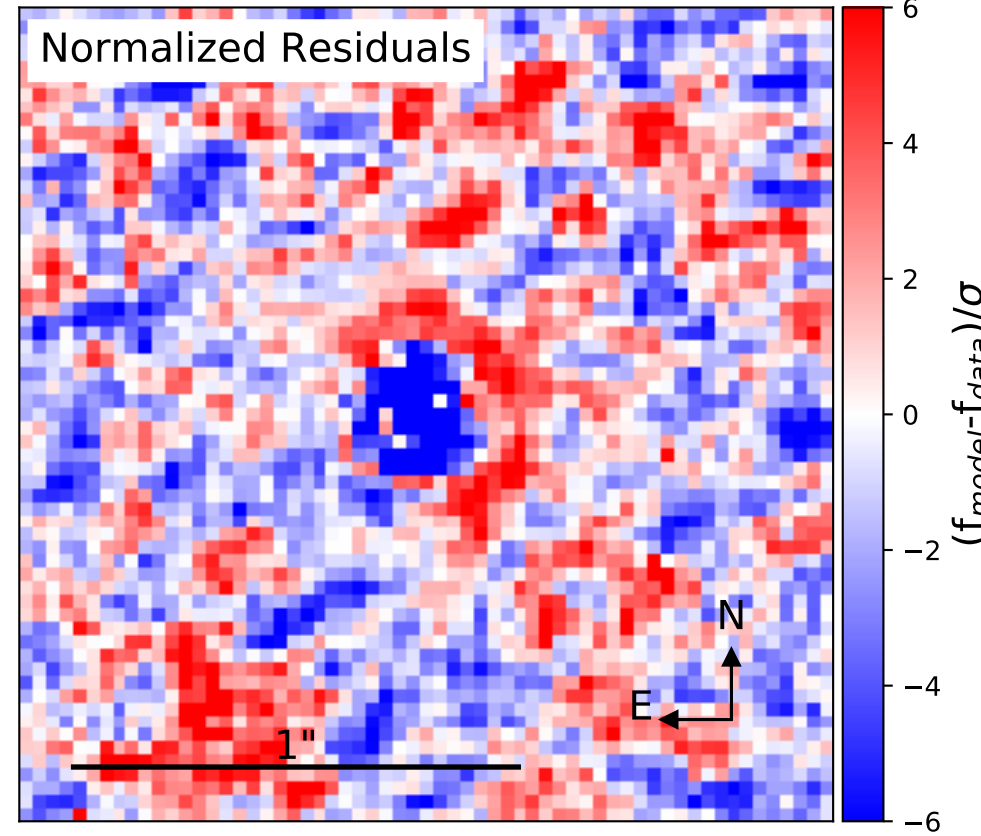 Normalized Residuals
6
4
2
0
−2
−4
−6
(f_model-f_data)/σ
N
E
1"